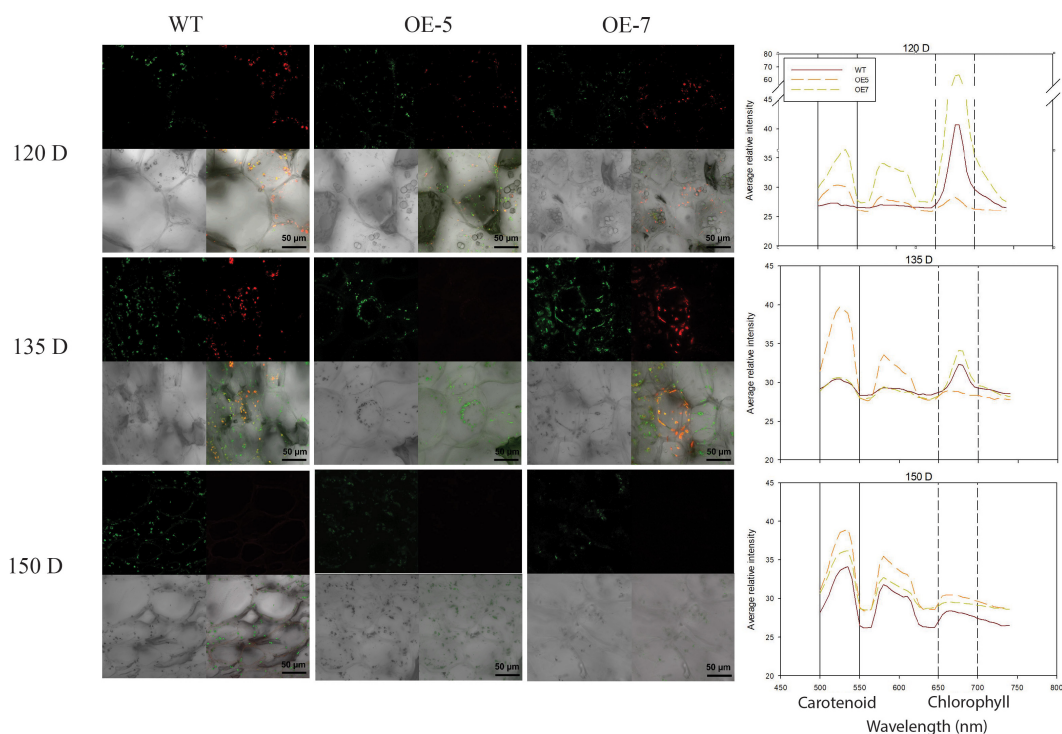 WT OE-5 OE-7
120 D
50 µm 50 µm 50 µm
135 D
50 µm 50 µm 50 µm
150 D
50 µm 50 µm 50 µm
120 D
WT
OE5
OE7
Average relative intensity
80
70
60
45
40
35
30
25
20
135 D
Average relative intensity
45
40
35
30
25
20
150 D
Average relative intensity
45
40
35
30
25
20
450 500 550 600 650 700 750 800
Carotenoid Chlorophyll
Wavelength (nm)